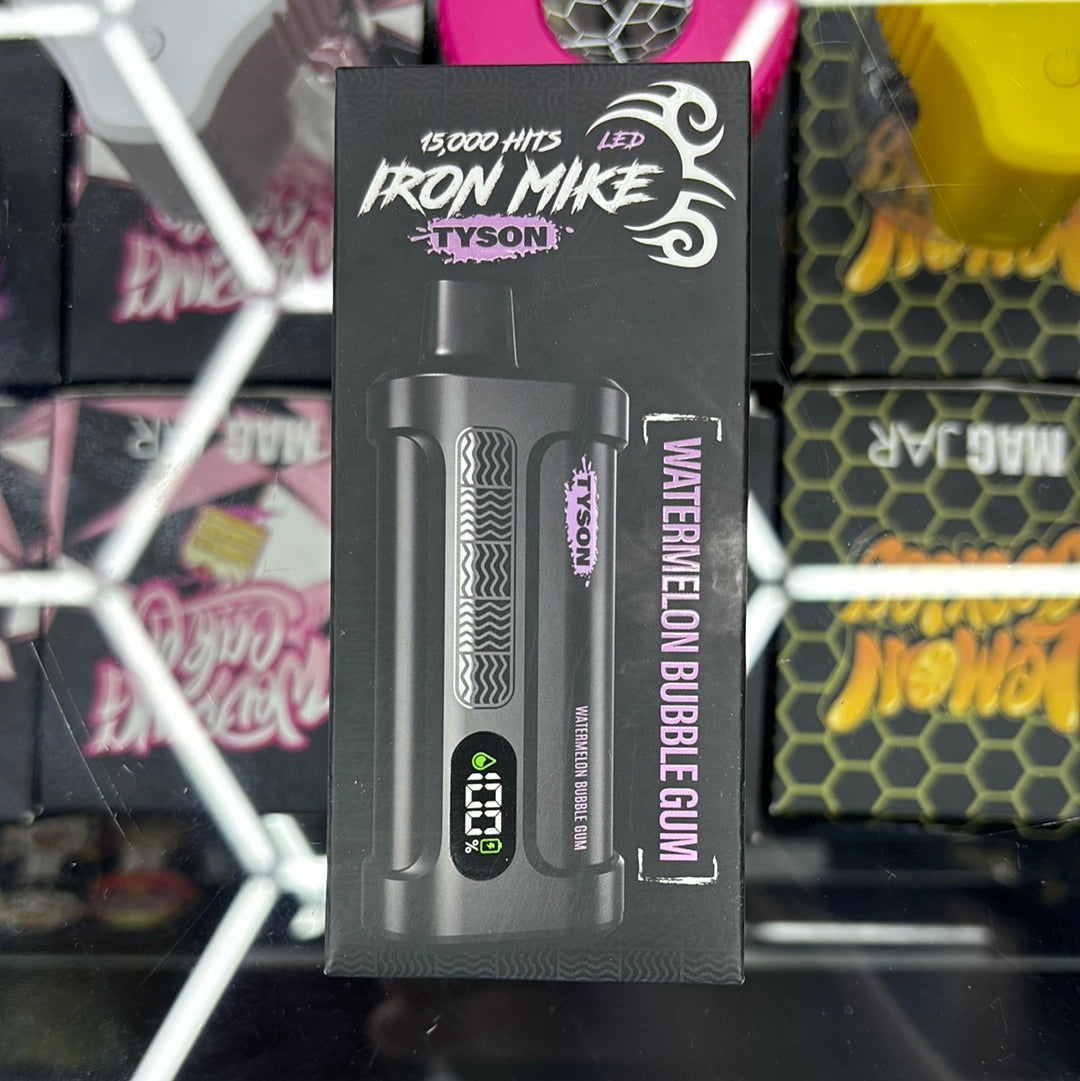 15,000 HITS LED
IRON MIKE
TYSON
TYSON
WATERMELON BUBBLE GUM
WATERMELON BUBBLE GUM
100
%
MAG JAR
MAG JAR
LEMON